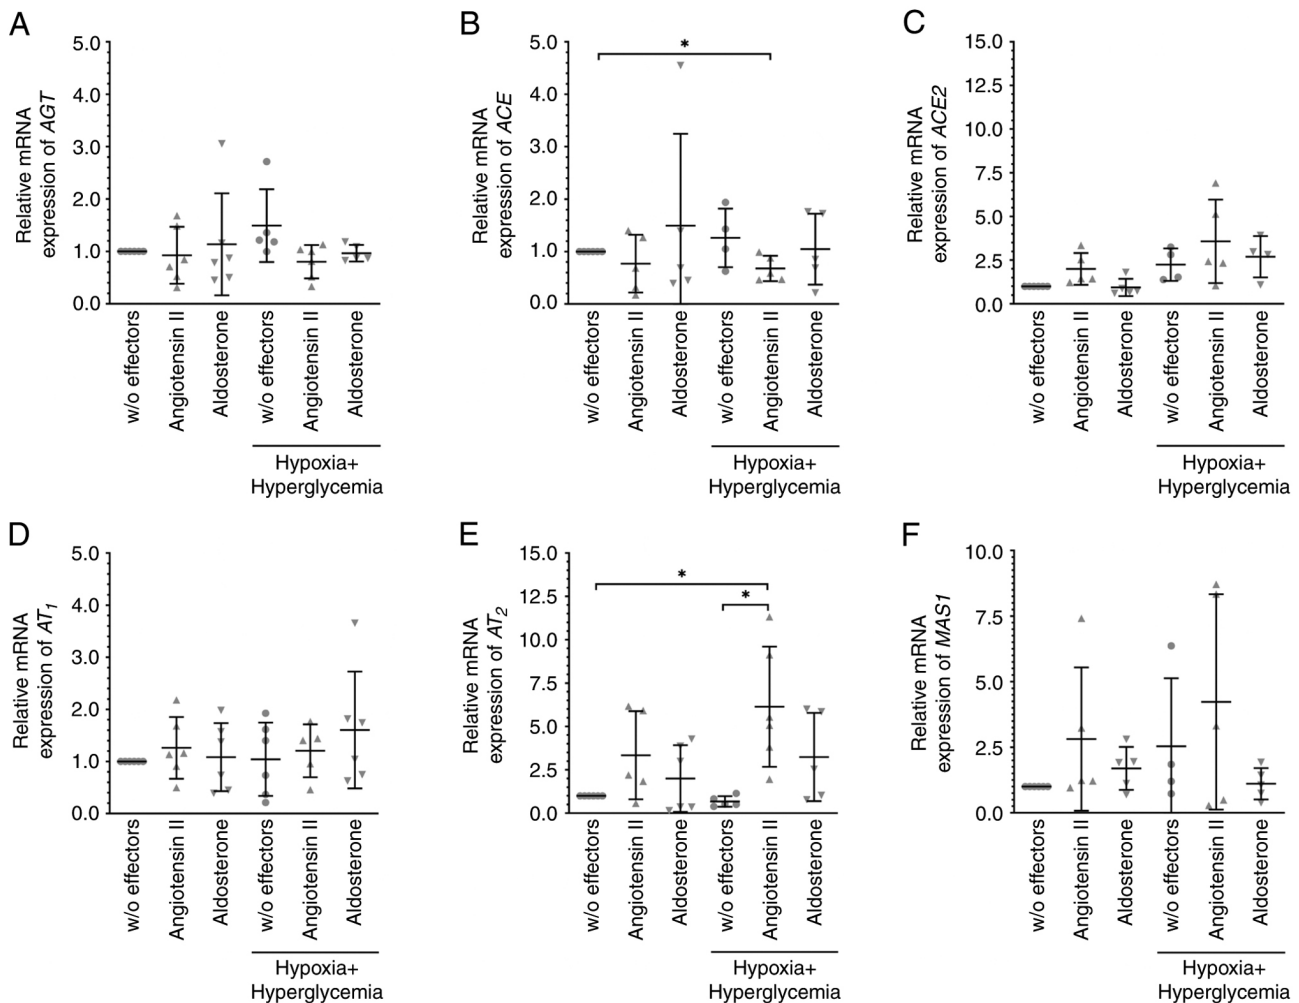 A
Relative mRNA
expression of AGT
5.0
4.0
3.0
2.0
1.0
0.0
w/o effectors
Angiotensin II
Aldosterone
w/o effectors
Angiotensin II
Aldosterone
Hypoxia+
Hyperglycemia
B
Relative mRNA
expression of ACE
5.0
4.0
3.0
2.0
1.0
0.0
*
w/o effectors
Angiotensin II
Aldosterone
w/o effectors
Angiotensin II
Aldosterone
Hypoxia+
Hyperglycemia
C
Relative mRNA
expression of ACE2
15.0
12.5
10.0
7.5
5.0
2.5
0.0
w/o effectors
Angiotensin II
Aldosterone
w/o effectors
Angiotensin II
Aldosterone
Hypoxia+
Hyperglycemia
D
Relative mRNA
expression of AT1
5.0
4.0
3.0
2.0
1.0
0.0
w/o effectors
Angiotensin II
Aldosterone
w/o effectors
Angiotensin II
Aldosterone
Hypoxia+
Hyperglycemia
E
Relative mRNA
expression of AT2
15.0
12.5
10.0
7.5
5.0
2.5
0.0
*
*
w/o effectors
Angiotensin II
Aldosterone
w/o effectors
Angiotensin II
Aldosterone
Hypoxia+
Hyperglycemia
F
Relative mRNA
expression of MAS1
10.0
7.5
5.0
2.5
0.0
w/o effectors
Angiotensin II
Aldosterone
w/o effectors
Angiotensin II
Aldosterone
Hypoxia+
Hyperglycemia